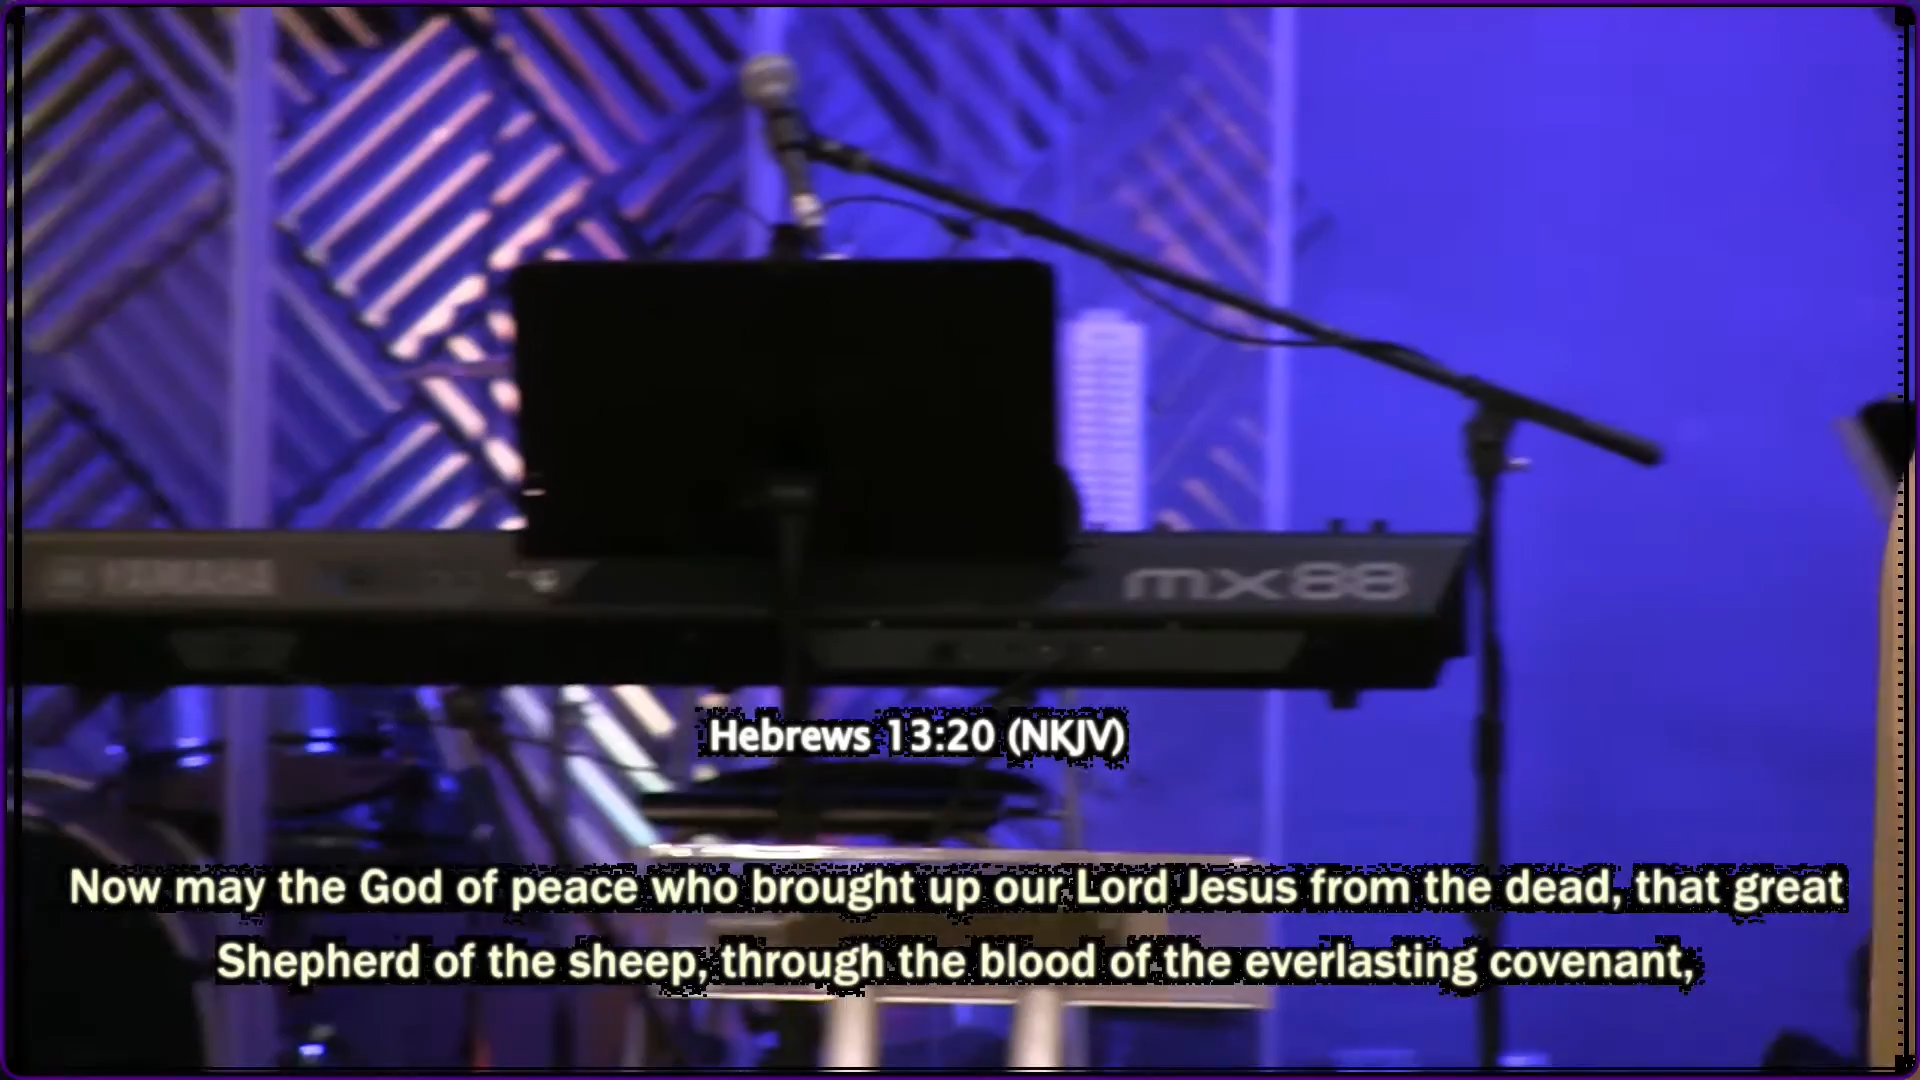 YAMAHA
mx88
Hebrews 13:20 (NKJV)
Now may the God of peace who brought up our Lord Jesus from the dead, that great
Shepherd of the sheep, through the blood of the everlasting covenant,